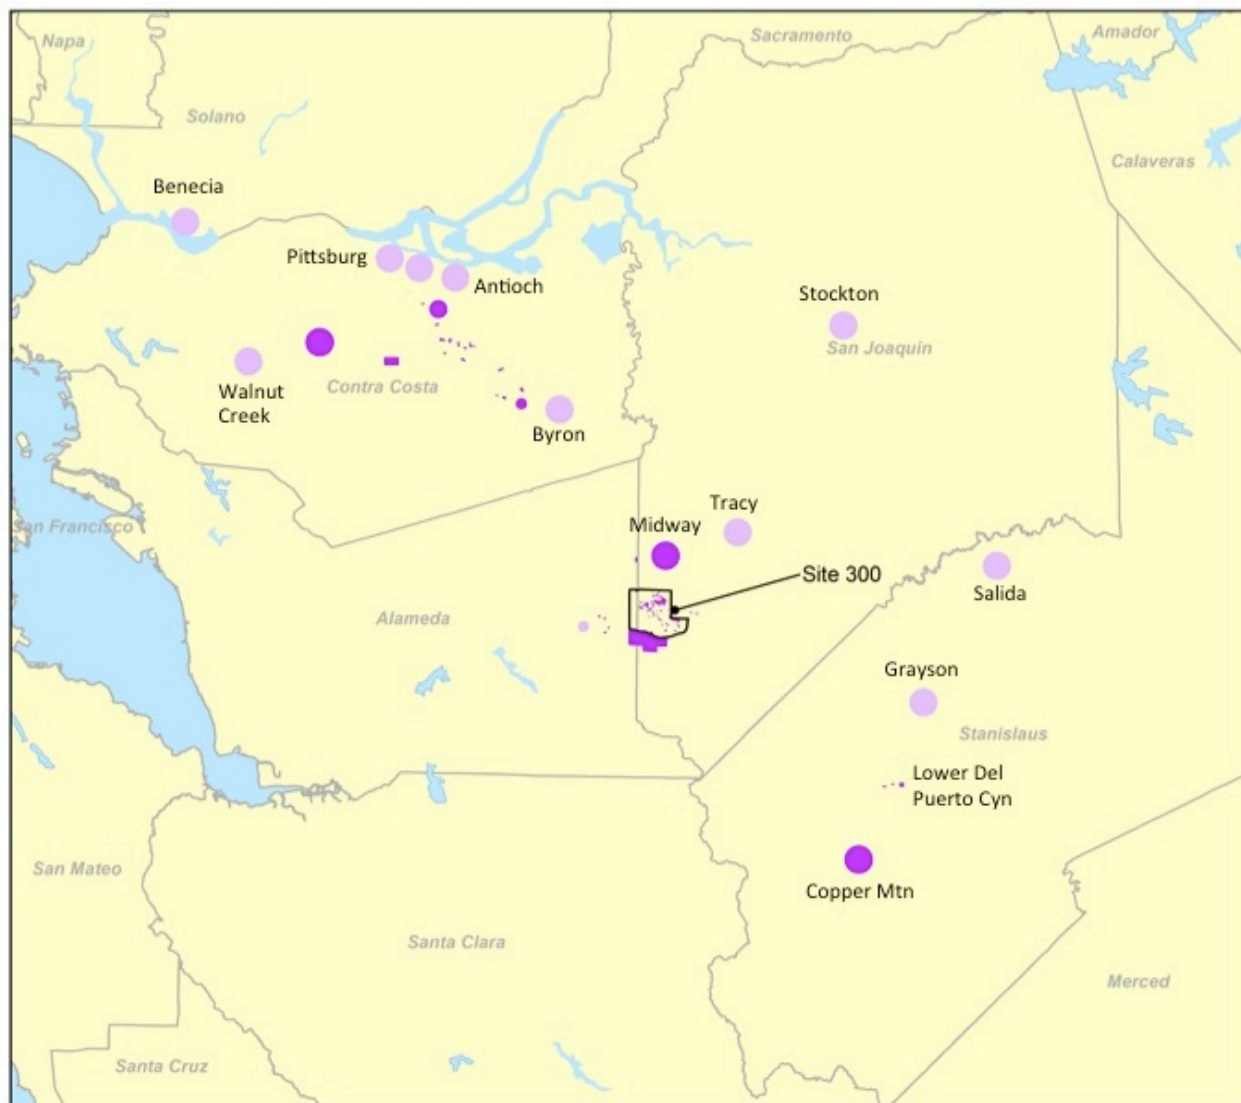 Napa
Sacramento
Amador
Solano
Calaveras
Benecia
Pittsburg
Antioch
Stockton
San Joaquin
Walnut
Creek
Contra Costa
Byron
Tracy
Midway
San Francisco
Site 300
Salida
Alameda
Grayson
Stanislaus
Lower Del
Puerto Cyn
San Mateo
Copper Mtn
Santa Clara
Merced
Santa Cruz